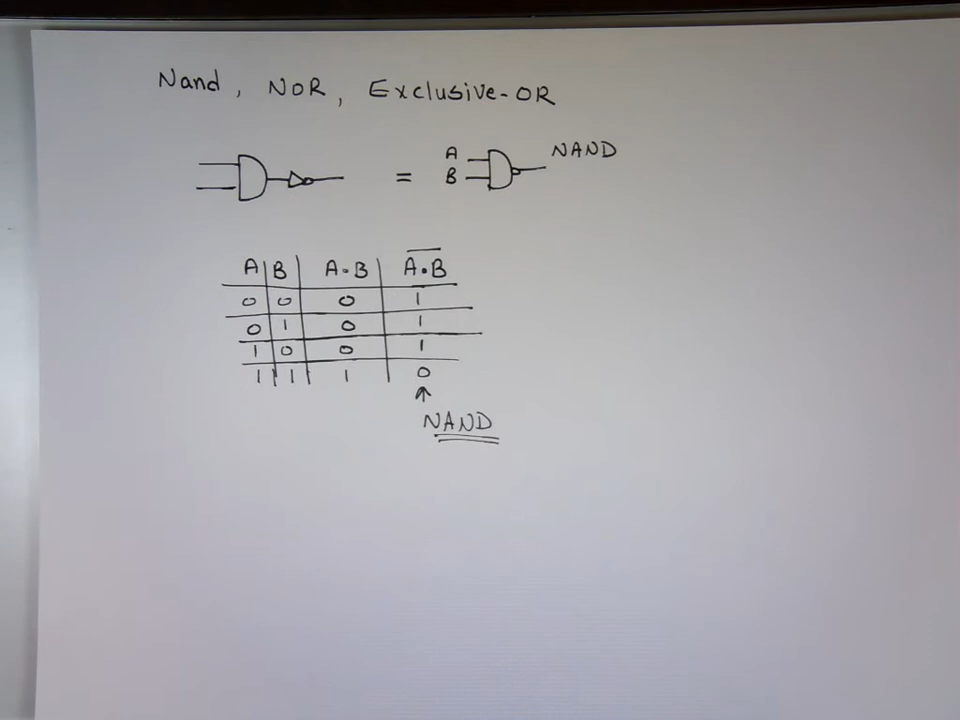 Nand, NOR, Exclusive-OR
= A B NAND
A B A·B A̅·̅B̅
0 0 0 1
0 1 0 1
1 0 0 1
1 1 1 0
↑
NAND